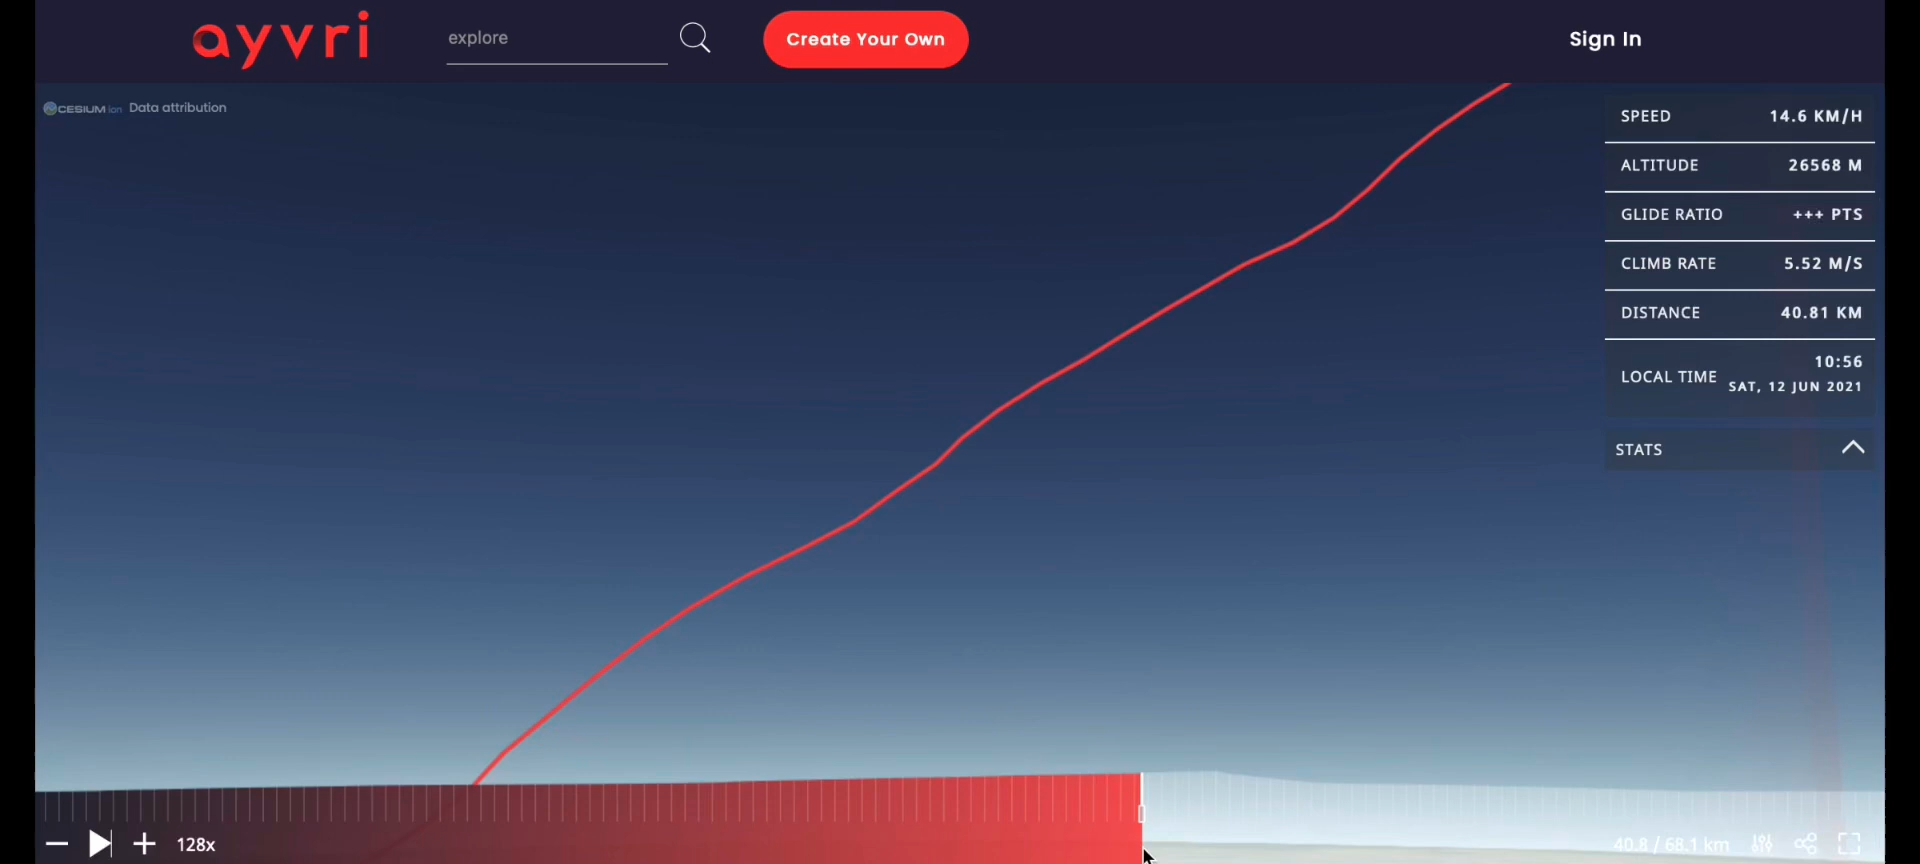 ayvri
explore
Create Your Own
Sign In
CESIUM ion Data attribution
SPEED 14.6 KM/H
ALTITUDE 26568 M
GLIDE RATIO +++ PTS
CLIMB RATE 5.52 M/S
DISTANCE 40.81 KM
LOCAL TIME 10:56
SAT, 12 JUN 2021
STATS
128x
40.8 / 68.1 km